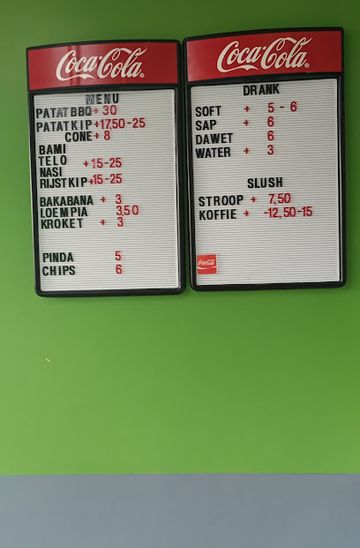 Coca-Cola
MENU
PATAT BBQ + 30
PATAT KIP + 17,50-25
CONE + 8
BAMI
TELO + 15-25
NASI
RIJST KIP + 15-25
BAKABANA + 3
LOEMPIA 3,50
KROKET + 3
PINDA 5
CHIPS 6
Coca-Cola
DRANK
SOFT + 5 - 6
SAP + 6
DAWET 6
WATER + 3
SLUSH
STROOP + 7,50
KOFFIE + -12,50-15
Coca-Cola